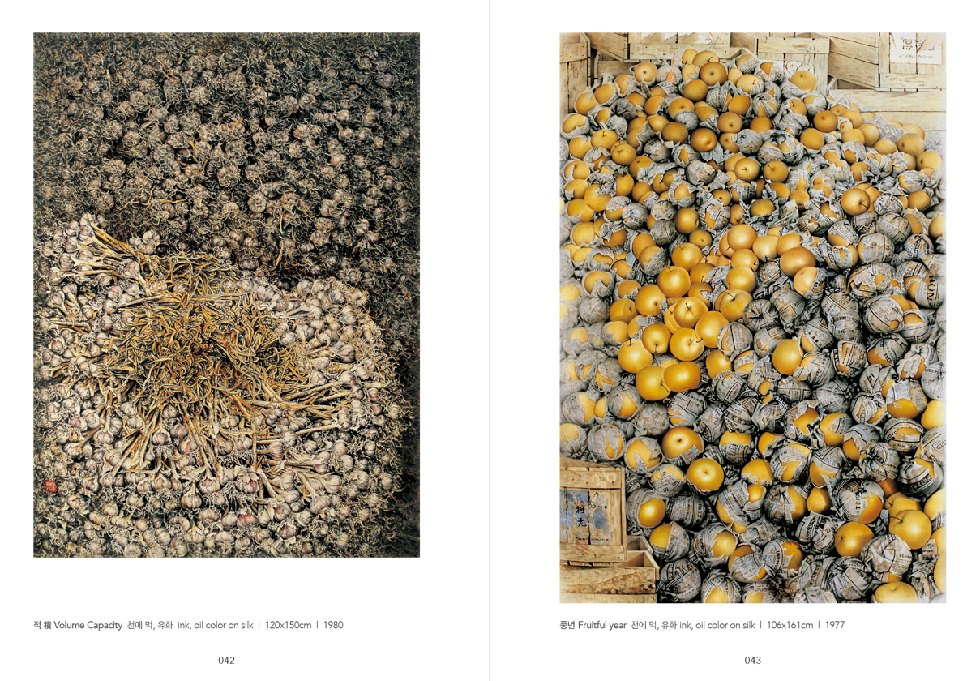 적 積 Volume Capacity 천에 먹, 유화 ink, oil color on silk | 120x150cm | 1980
042
풍년 Fruitful year 천에 먹, 유화 ink, oil color on silk | 106x161cm | 1977
043